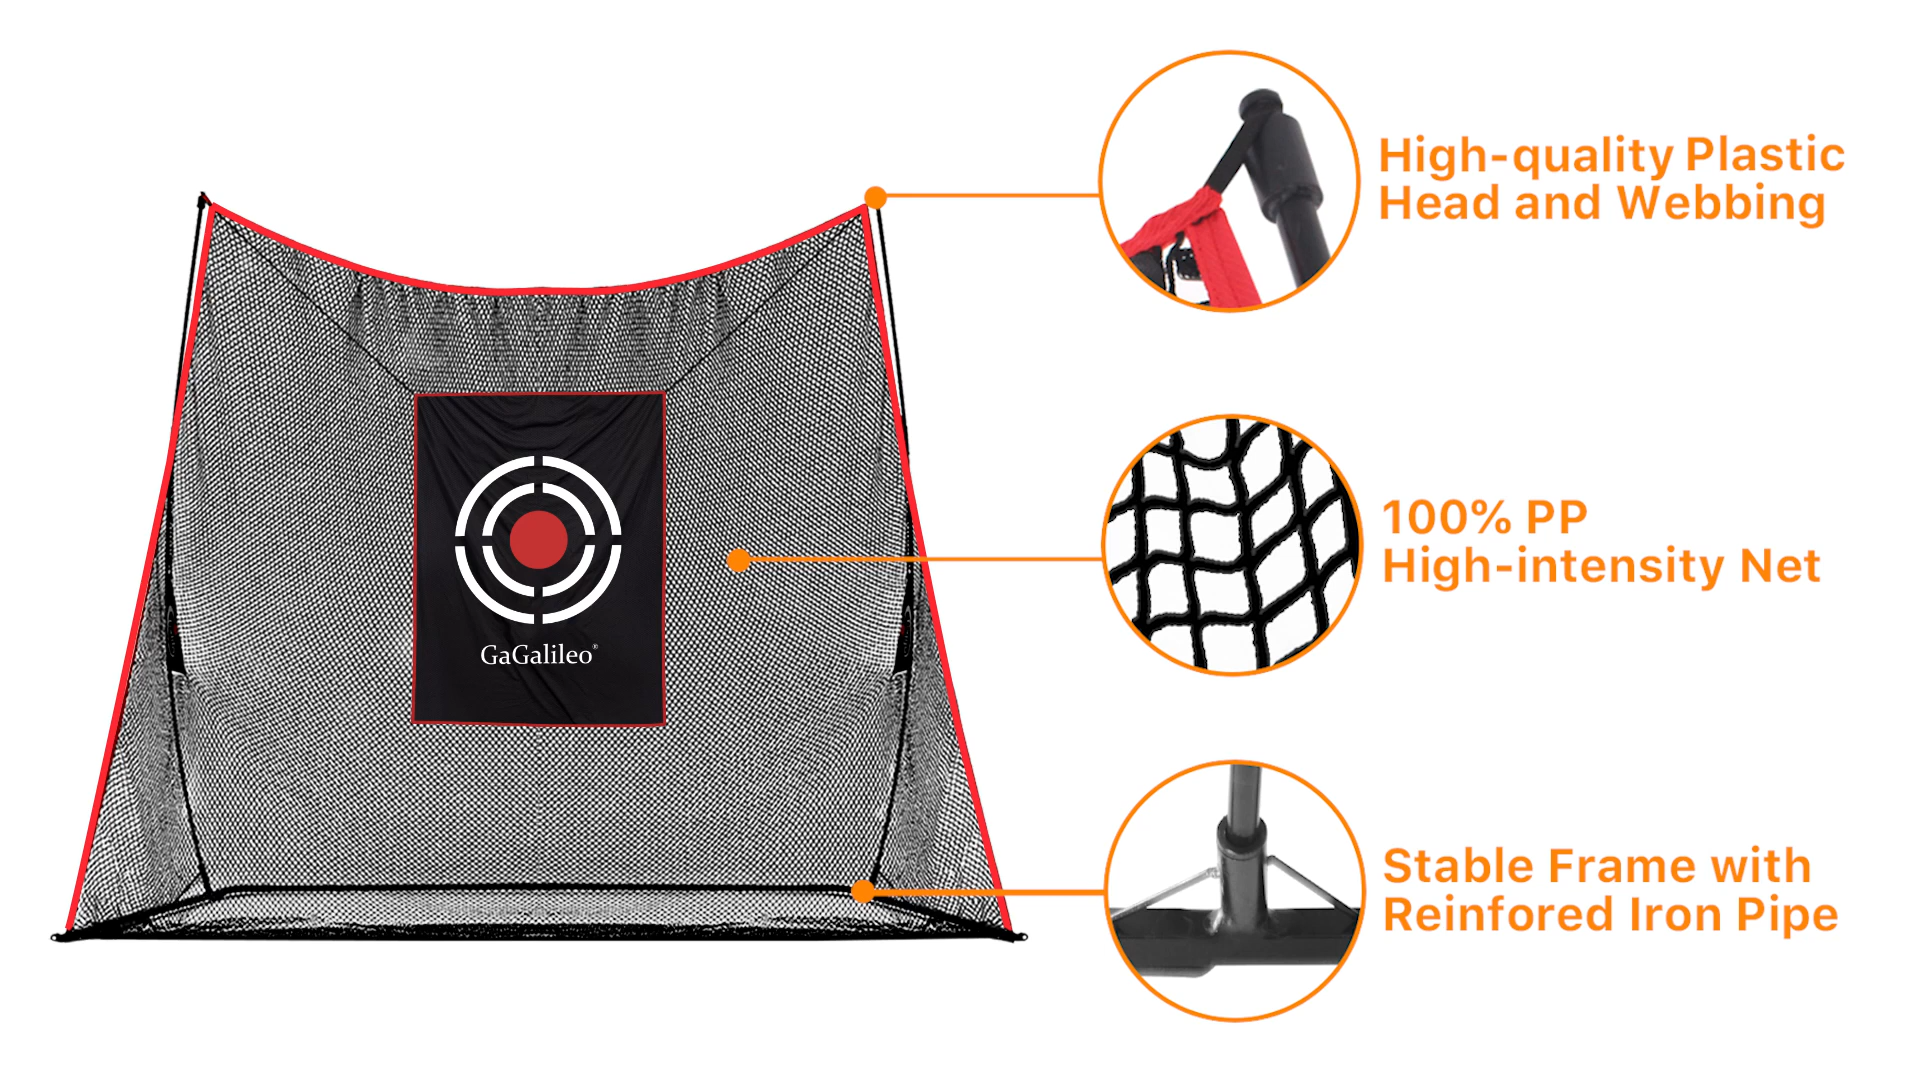 High-quality Plastic
Head and Webbing
GaGalileo®
100% PP
High-intensity Net
Stable Frame with
Reinfored Iron Pipe